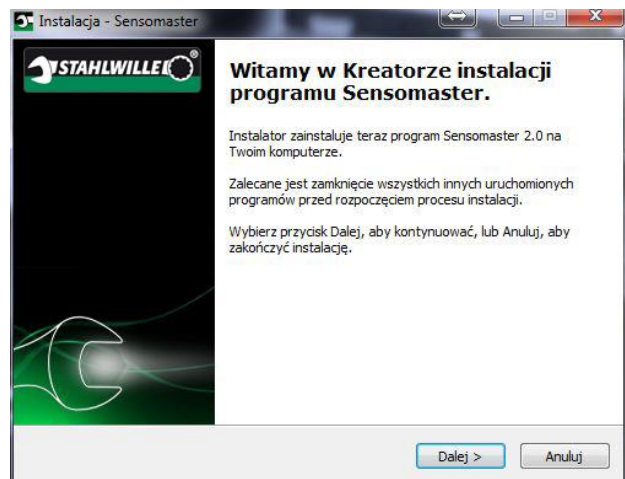 Instalacja - Sensomaster
STAHLWILLE®
Witamy w Kreatorze instalacji
programu Sensomaster.
Instalator zainstaluje teraz program Sensomaster 2.0 na
Twoim komputerze.
Zalecane jest zamknięcie wszystkich innych uruchomionych
programów przed rozpoczęciem procesu instalacji.
Wybierz przycisk Dalej, aby kontynuować, lub Anuluj, aby
zakończyć instalację.
Dalej >
Anuluj